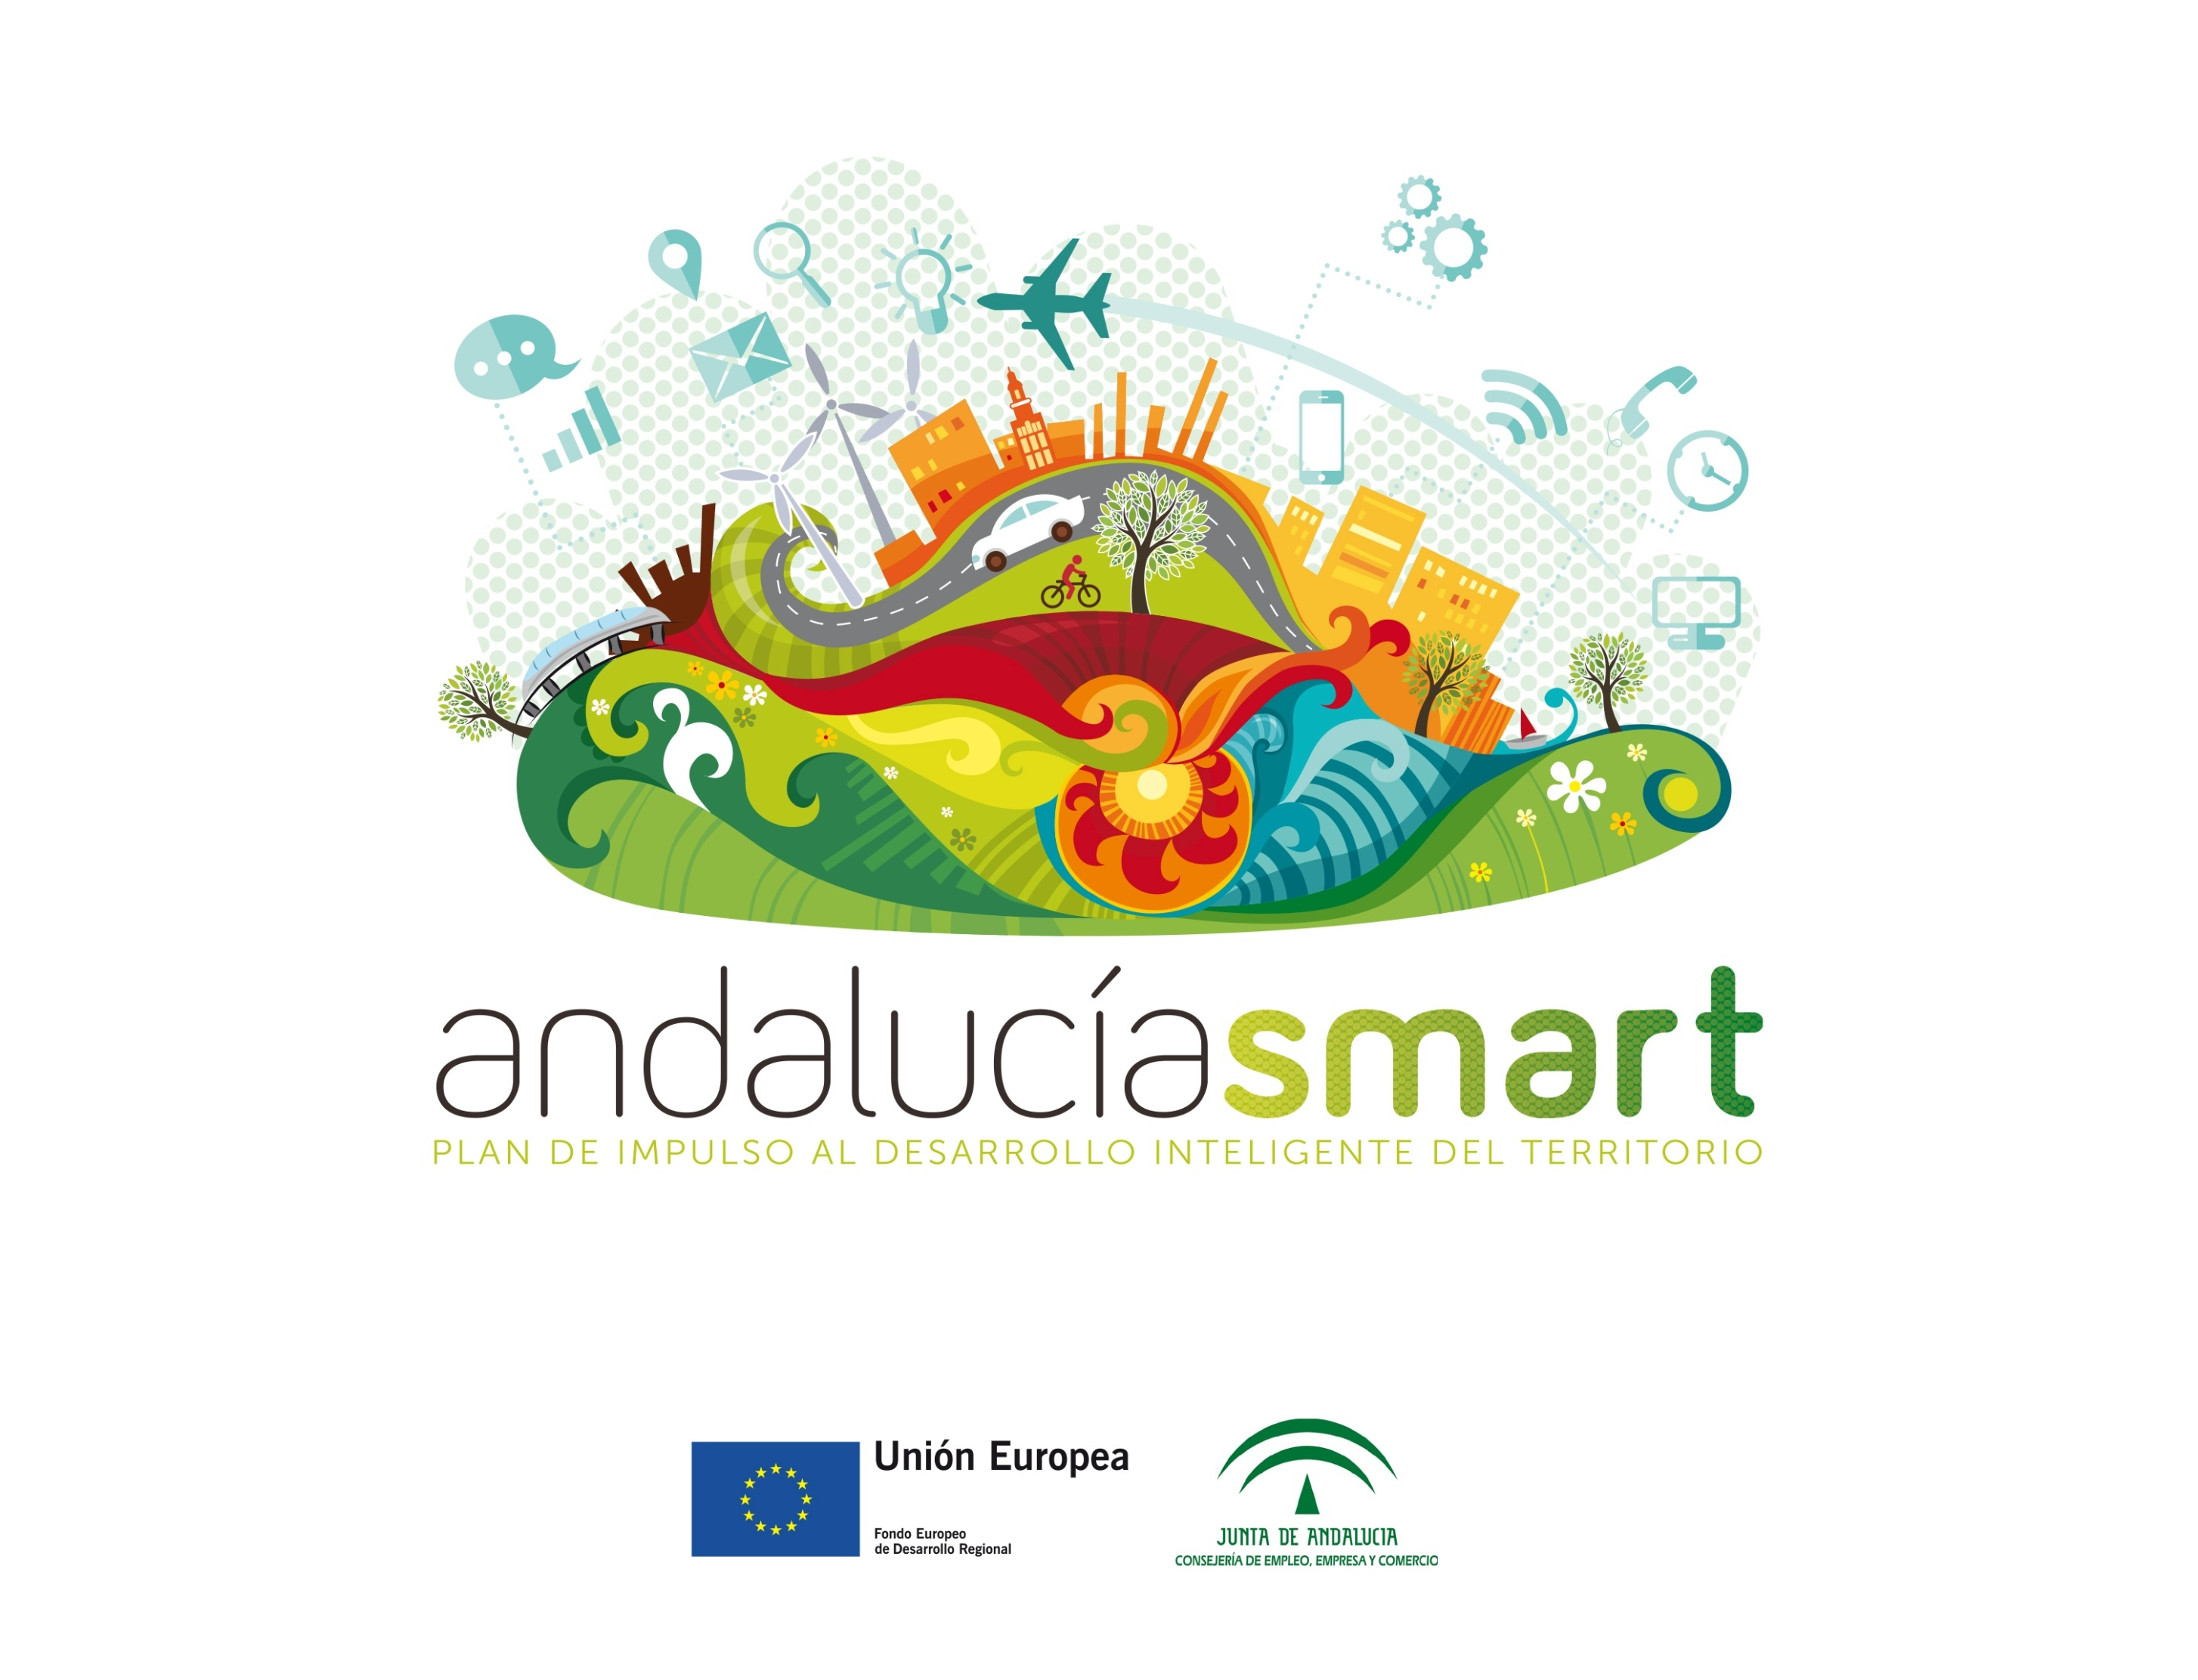 andalucíasmart
PLAN DE IMPULSO AL DESARROLLO INTELIGENTE DEL TERRITORIO
Unión Europea
Fondo Europeo
de Desarrollo Regional
JUNTA DE ANDALUCIA
CONSEJERÍA DE EMPLEO, EMPRESA Y COMERCIO